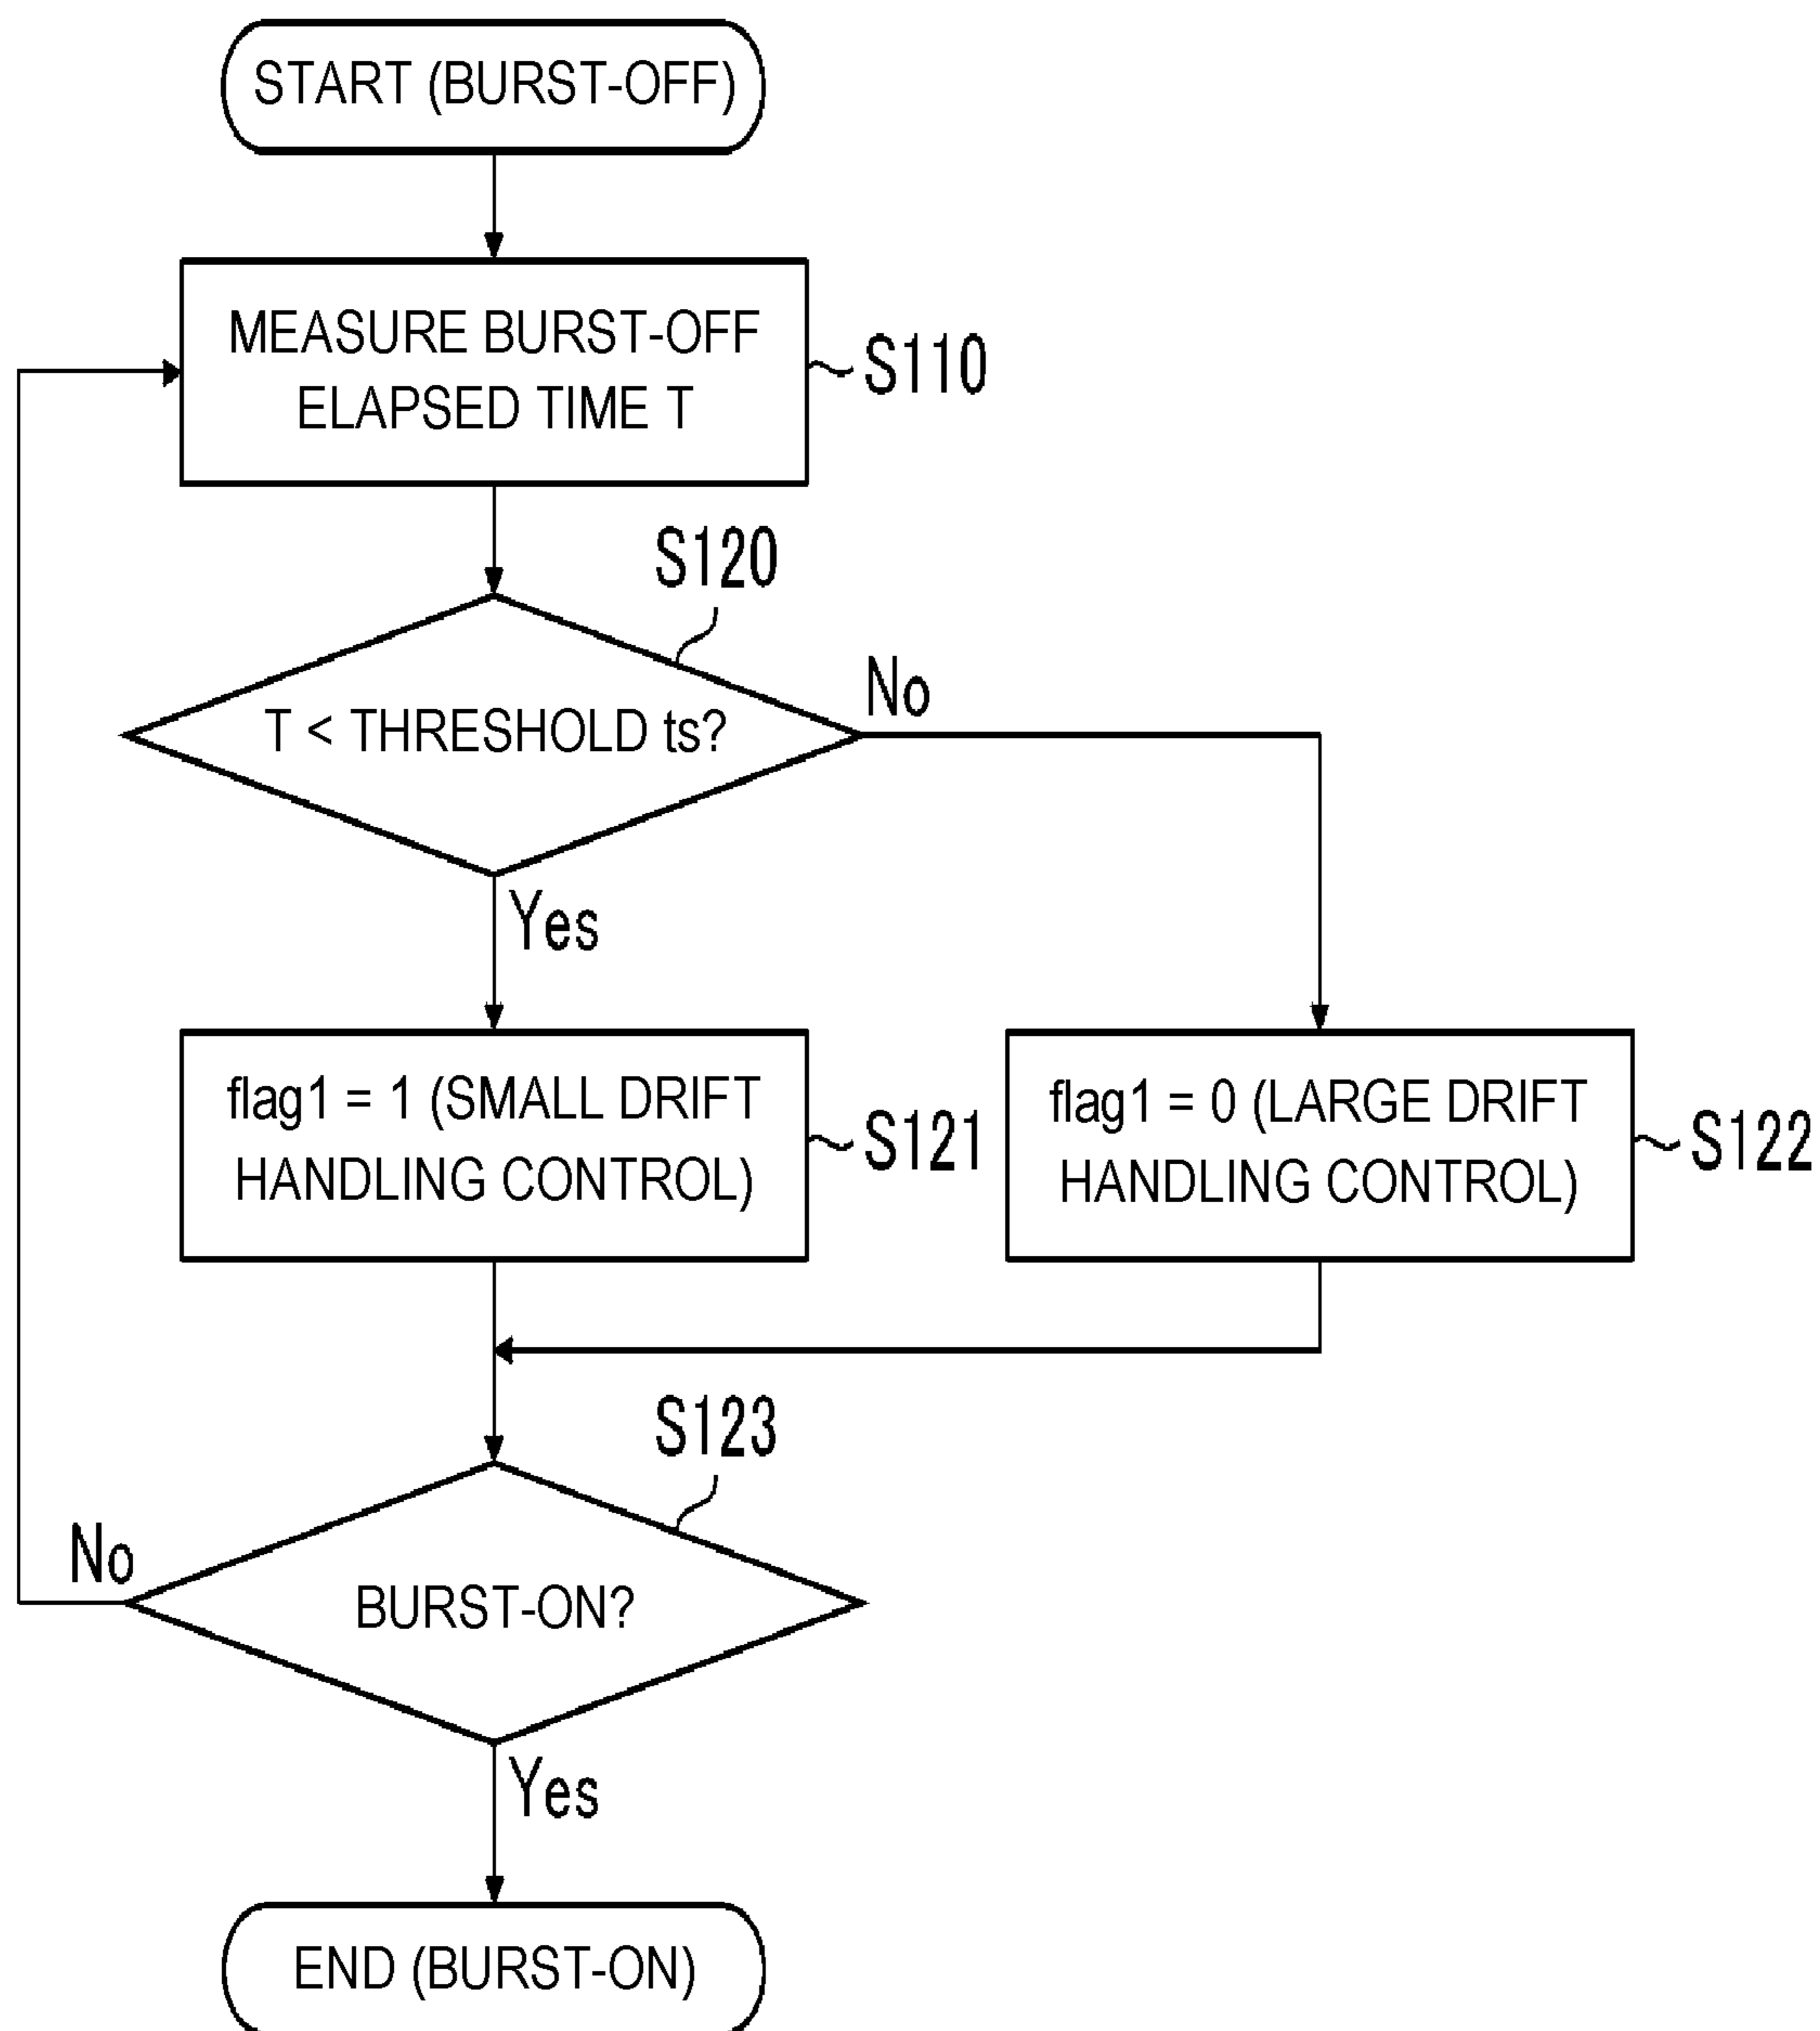 START (BURST-OFF)
MEASURE BURST-OFF
ELAPSED TIME T
S110
S120
T < THRESHOLD ts?
No
Yes
flag1 = 1 (SMALL DRIFT
HANDLING CONTROL)
S121
flag1 = 0 (LARGE DRIFT
HANDLING CONTROL)
S122
S123
No
BURST-ON?
Yes
END (BURST-ON)